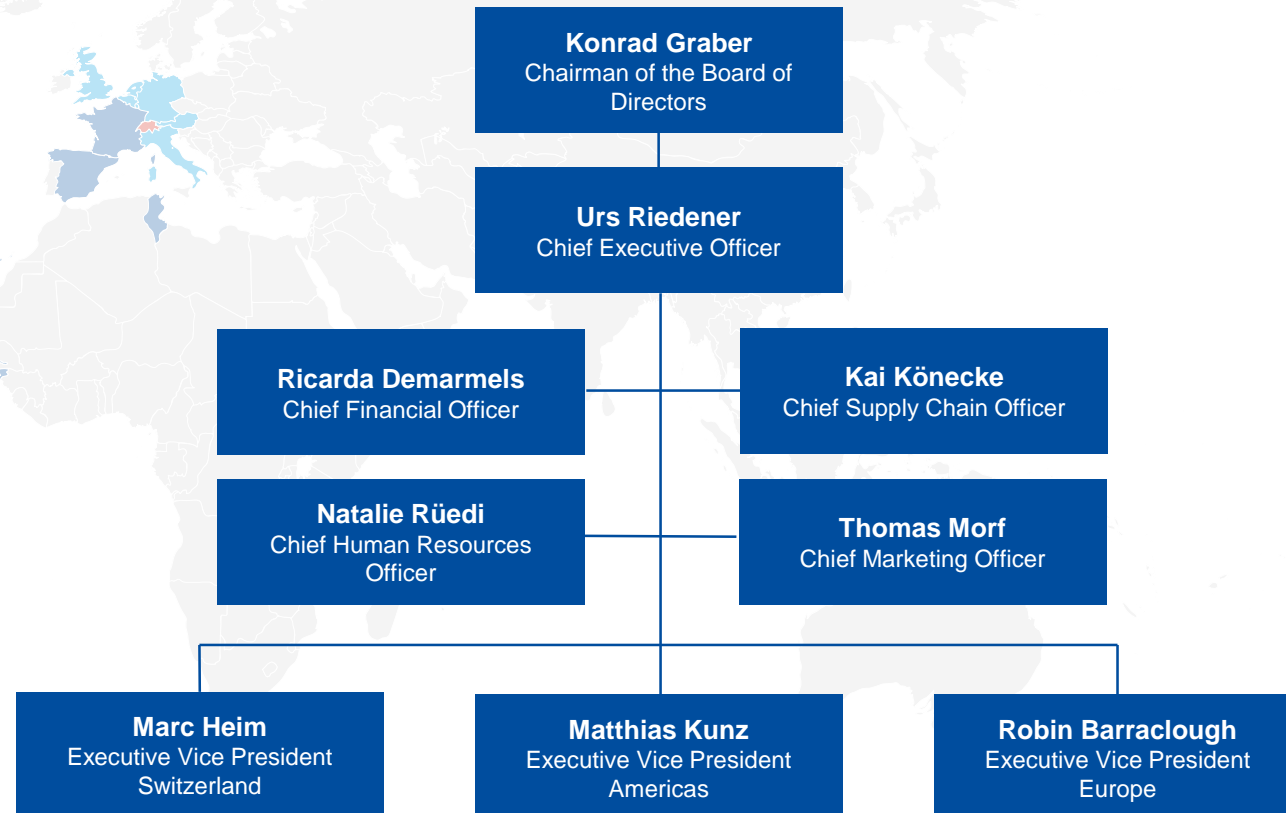 Konrad Graber
Chairman of the Board of
Directors
Urs Riedener
Chief Executive Officer
Ricarda Demarmels
Chief Financial Officer
Kai Könecke
Chief Supply Chain Officer
Natalie Rüedi
Chief Human Resources
Officer
Thomas Morf
Chief Marketing Officer
Marc Heim
Executive Vice President
Switzerland
Matthias Kunz
Executive Vice President
Americas
Robin Barraclough
Executive Vice President
Europe